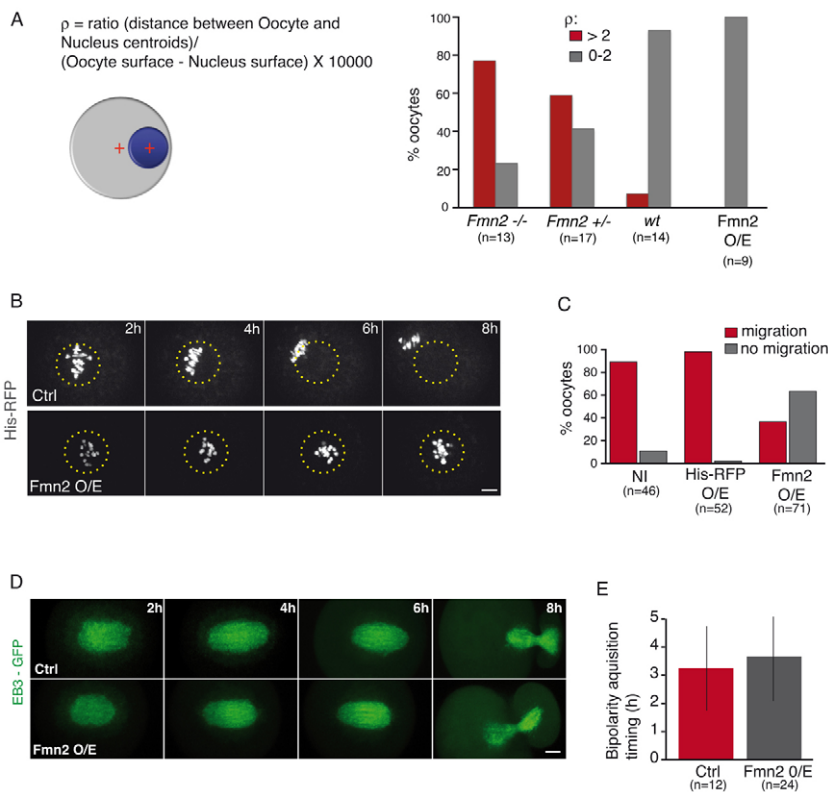 A
ρ = ratio (distance between Oocyte and
Nucleus centroids)/
(Oocyte surface - Nucleus surface) X 10000
ρ:
> 2
0-2
100
80
60
40
20
0
% oocytes
Fmn2 -/-
(n=13)
Fmn2 +/-
(n=17)
wt
(n=14)
Fmn2
O/E
(n=9)
B
His-RFP
2h
4h
6h
8h
Ctrl
Fmn2 O/E
C
migration
no migration
100
80
60
40
20
0
% oocytes
NI
(n=46)
His-RFP
O/E
(n=52)
Fmn2
O/E
(n=71)
D
EB3 - GFP
2h
4h
6h
8h
Ctrl
Fmn2 O/E
E
Bipolarity aquisition
timing (h)
5
4
3
2
1
0
Ctrl
(n=12)
Fmn2 0/E
(n=24)